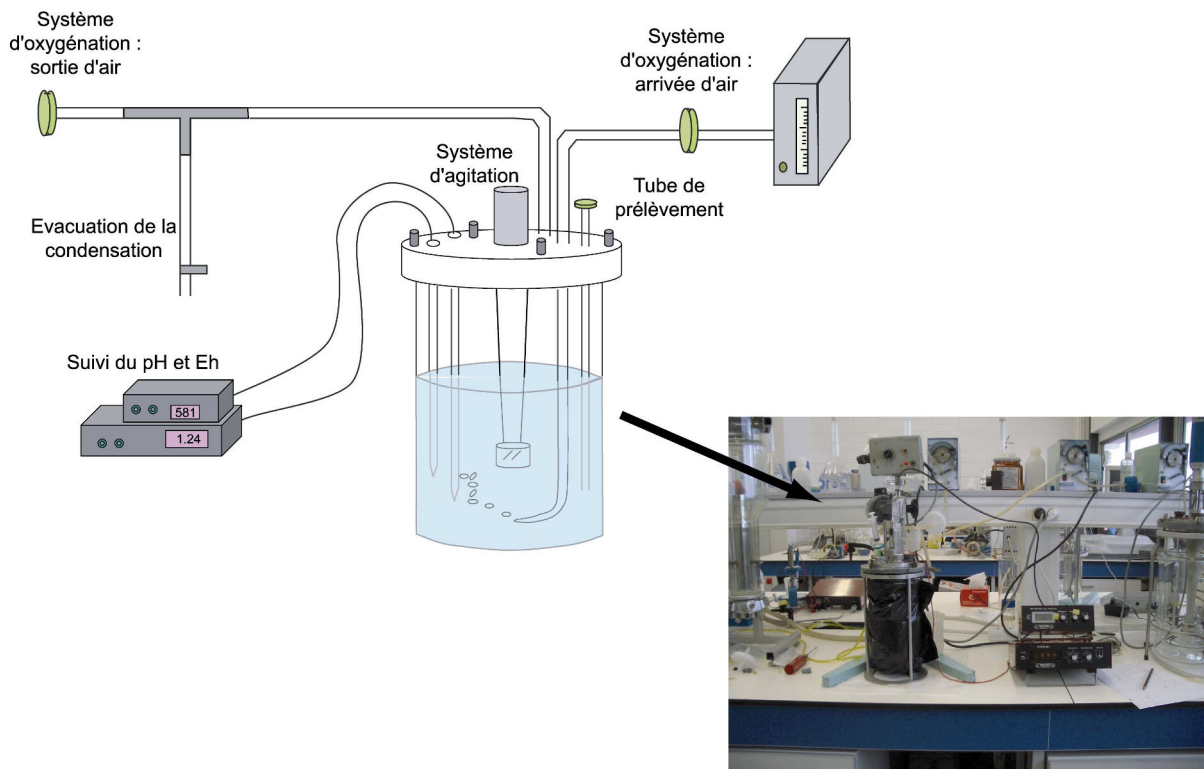 Système
d'oxygénation :
sortie d'air
Système
d'oxygénation :
arrivée d'air
Système
d'agitation
Tube de
prélèvement
Evacuation de la
condensation
Suivi du pH et Eh
581
1.24